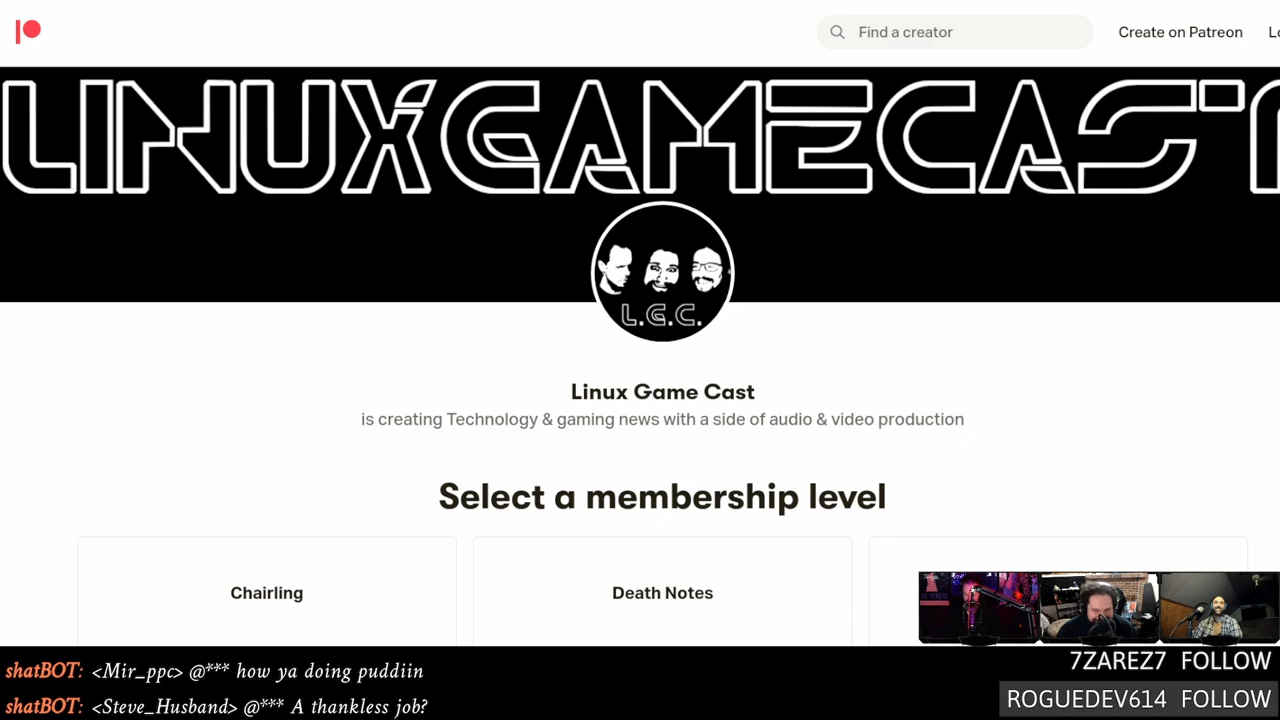 Find a creator
Create on Patreon
LINUXGAMECAST
L.G.C.
Linux Game Cast
is creating Technology & gaming news with a side of audio & video production
Select a membership level
Chairling
Death Notes
shatBOT: <Mir_ppc> @*** how ya doing puddiin
shatBOT: <Steve_Husband> @*** A thankless job?
7ZAREZ7 FOLLOW
ROGUEDEV614 FOLLOW